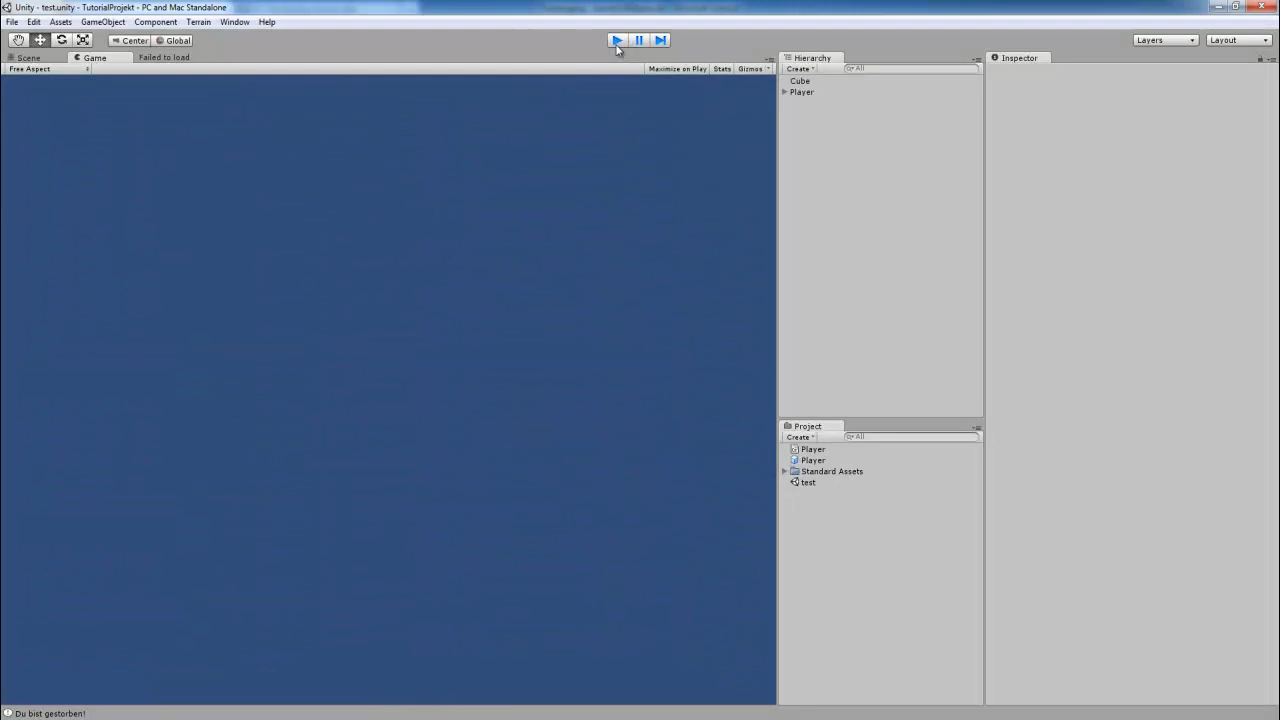 Unity - test.unity - TutorialProjekt - PC and Mac Standalone
File Edit Assets GameObject Component Terrain Window Help
Center Global Layers Layout
Scene Game Failed to load Hierarchy Inspector
Free Aspect Maximize on Play Stats Gizmos Create All
Cube
Player
Project
Create All
Player
Player
Standard Assets
test
Du bist gestorben!